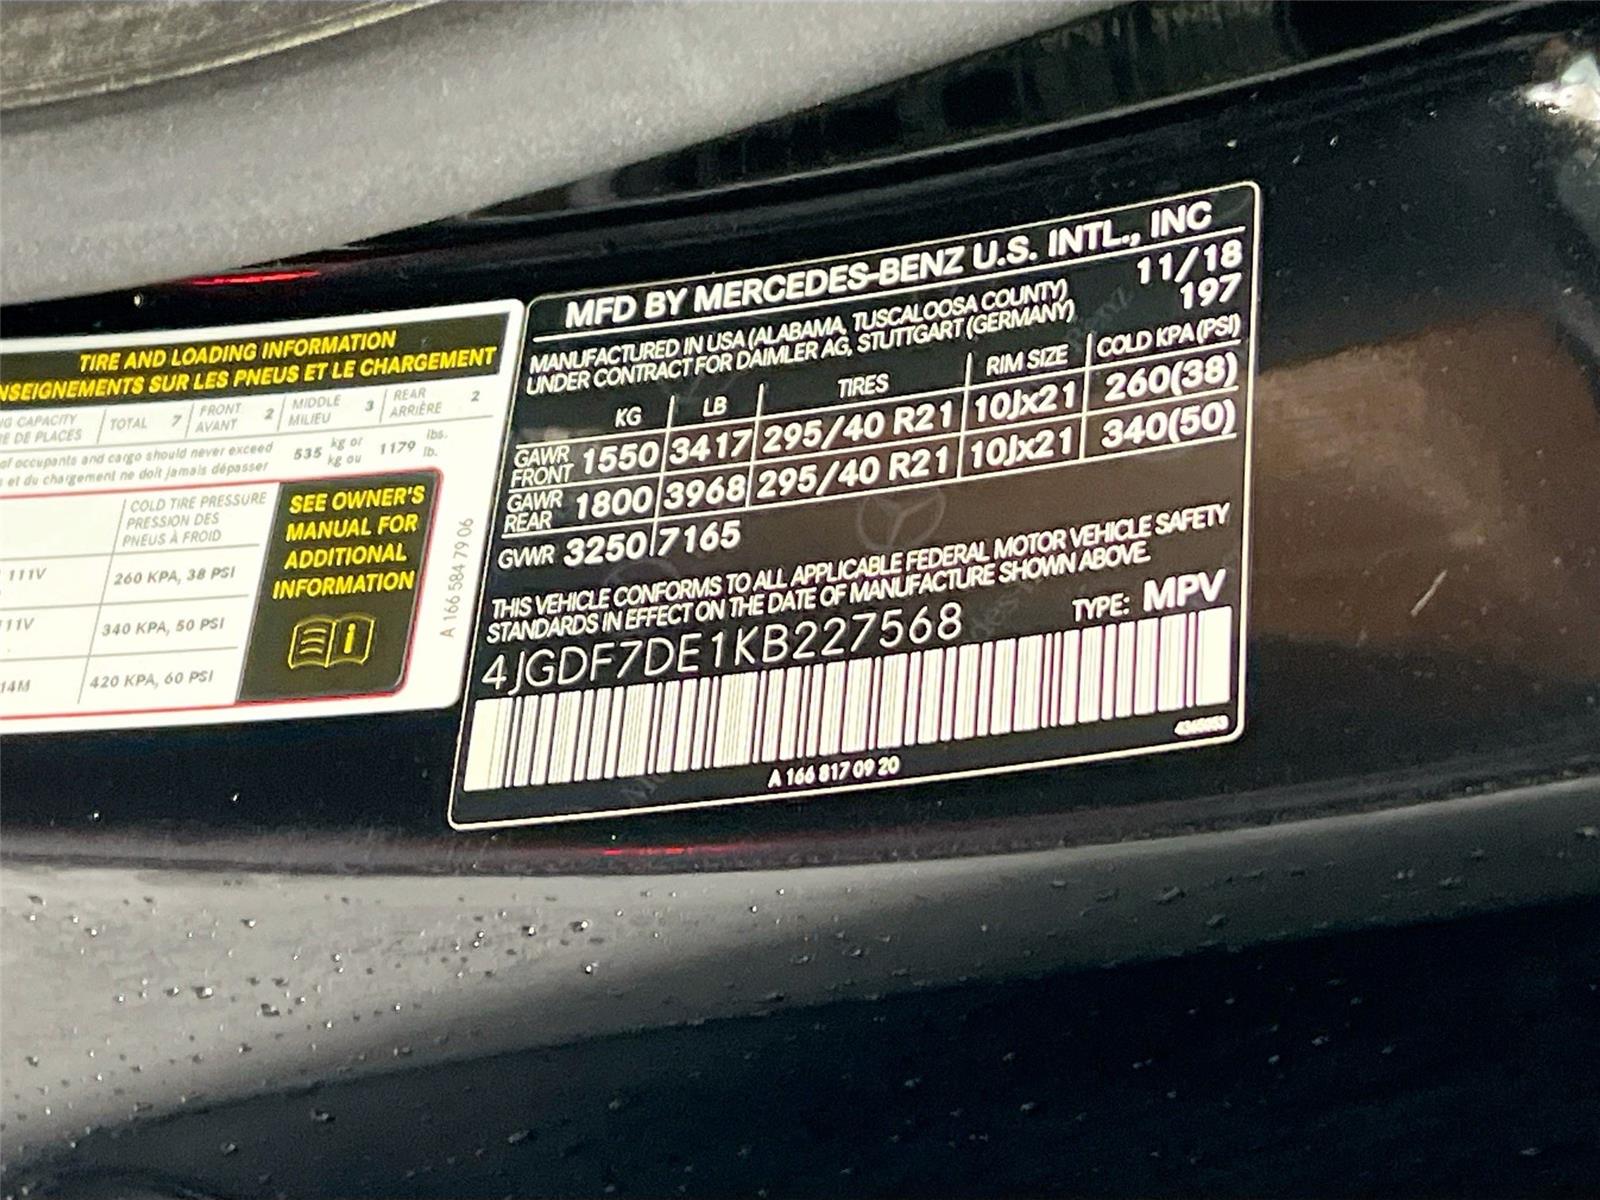 TIRE AND LOADING INFORMATION
NSEIGNEMENTS SUR LES PNEUS ET LE CHARGEMENT
CAPACITY TOTAL 7 FRONT 2 MIDDLE 3 REAR 2
DE PLACES AVANT MILIEU ARRIÈRE
of occupants and cargo should never exceed 535 kg or 1179 lbs.
et du chargement ne doit jamais dépasser kg ou lb.
COLD TIRE PRESSURE
PRESSION DES
PNEUS À FROID
111V 260 KPA, 38 PSI
11V 340 KPA, 50 PSI
14M 420 KPA, 60 PSI
SEE OWNER'S
MANUAL FOR
ADDITIONAL
INFORMATION
A 166 584 79 06
MFD BY MERCEDES-BENZ U.S. INTL., INC
MANUFACTURED IN USA (ALABAMA, TUSCALOOSA COUNTY) 11/18
UNDER CONTRACT FOR DAIMLER AG, STUTTGART (GERMANY) 197
KG LB TIRES RIM SIZE COLD KPA (PSI)
GAWR FRONT 1550 3417 295/40 R21 10Jx21 260(38)
GAWR REAR 1800 3968 295/40 R21 10Jx21 340(50)
GVWR 3250 7165
THIS VEHICLE CONFORMS TO ALL APPLICABLE FEDERAL MOTOR VEHICLE SAFETY
STANDARDS IN EFFECT ON THE DATE OF MANUFACTURE SHOWN ABOVE.
4JGDF7DE1KB227568 TYPE: MPV
A 166 817 09 20